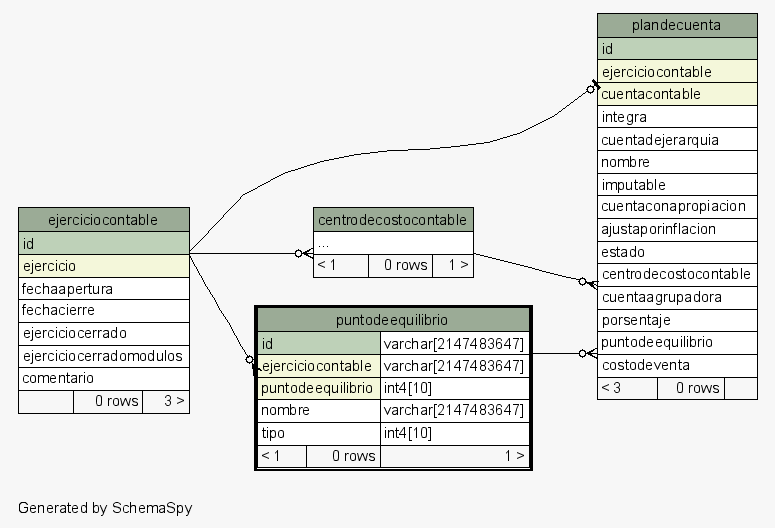 plandecuenta
id
ejerciciocontable
cuentacontable
integra
cuentadejerarquia
nombre
imputable
cuentaconapropiacion
ajustaporinflacion
estado
centrodecostocontable
cuentaagrupadora
porsentaje
puntodeequilibrio
costodeventa
< 3 0 rows
ejerciciocontable
id
ejercicio
fechaapertura
fechacierre
ejerciciocerrado
ejerciciocerradomodulos
comentario
0 rows 3 >
centrodecostocontable
...
< 1 0 rows 1 >
puntodeequilibrio
id varchar[2147483647]
ejerciciocontable varchar[2147483647]
puntodeequilibrio int4[10]
nombre varchar[2147483647]
tipo int4[10]
< 1 0 rows 1 >
Generated by SchemaSpy